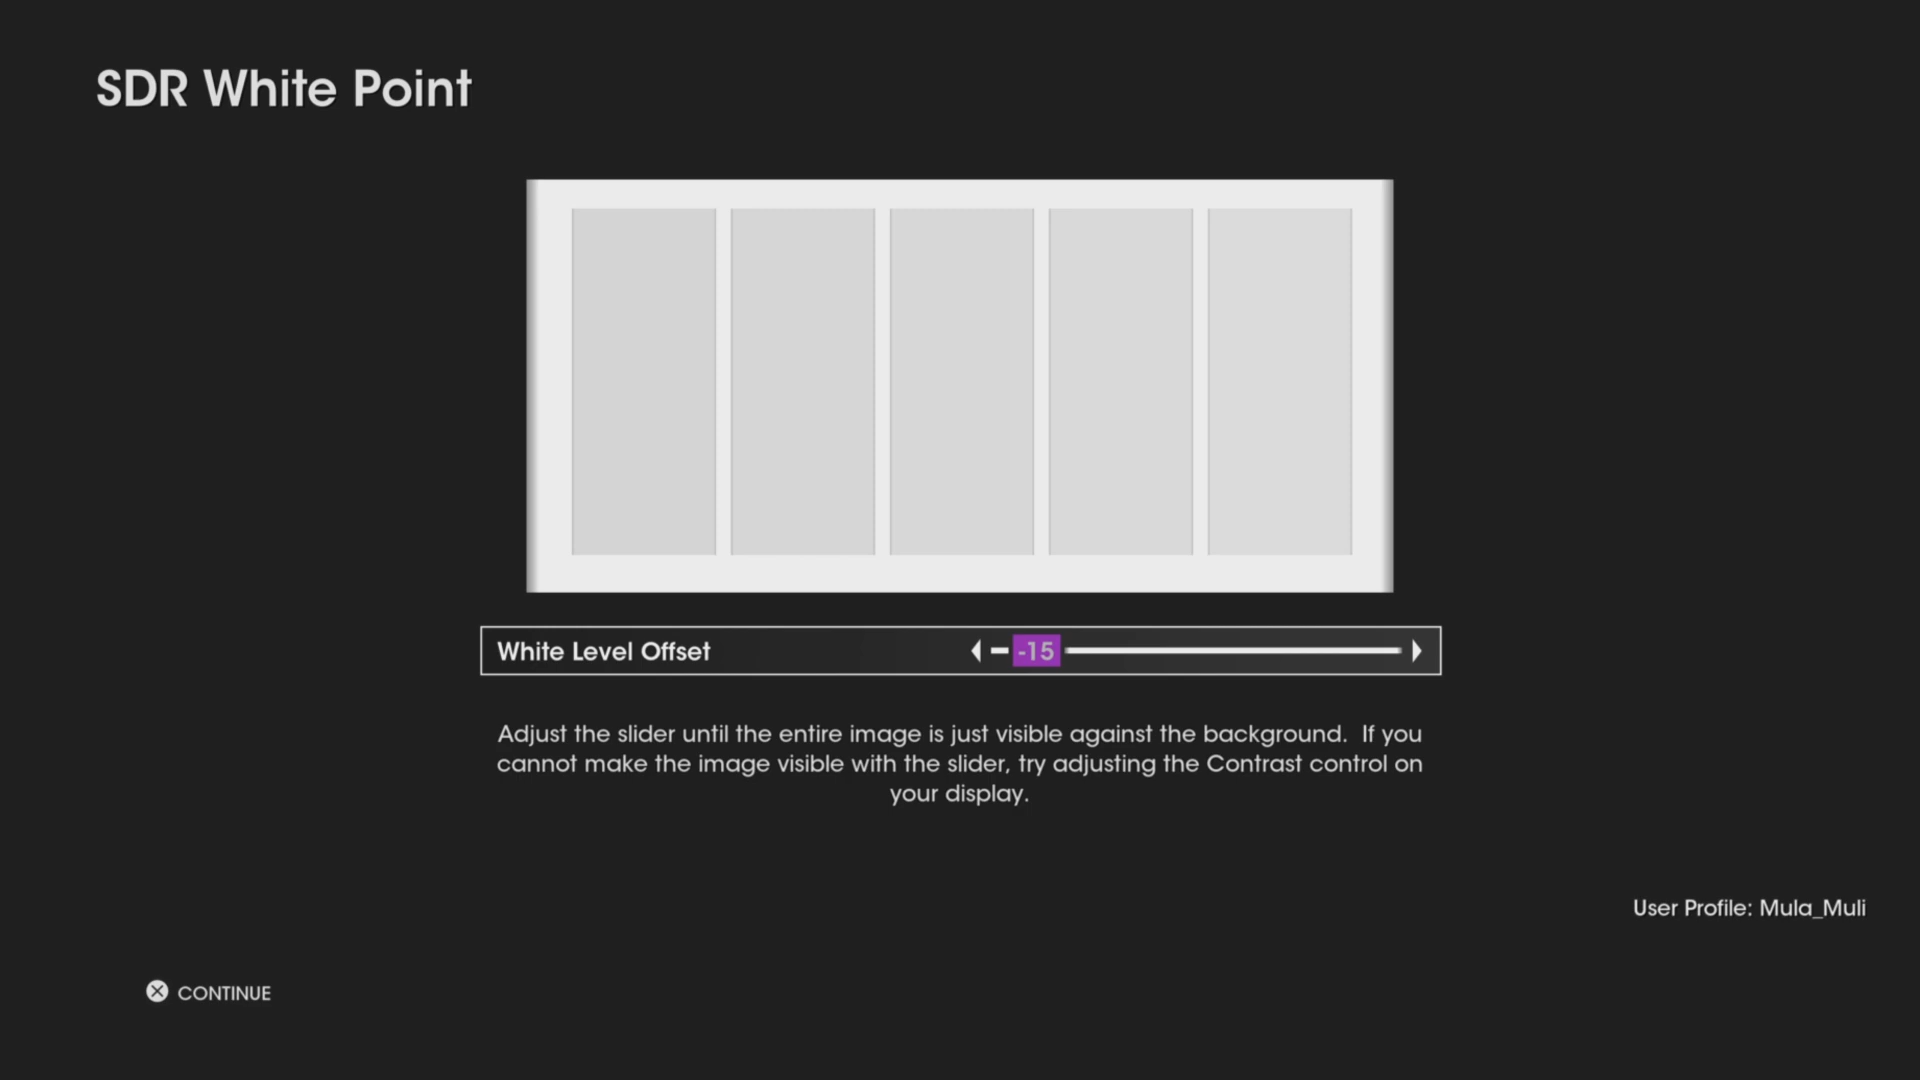 SDR White Point
White Level Offset
-15
Adjust the slider until the entire image is just visible against the background.  If you
cannot make the image visible with the slider, try adjusting the Contrast control on
your display.
User Profile: Mula_Muli
CONTINUE